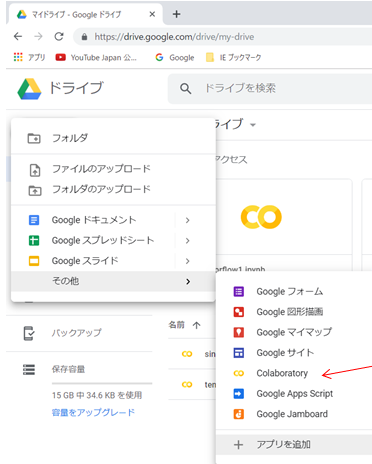 マイドライブ - Google ドライブ
https://drive.google.com/drive/my-drive
アプリ YouTube Japan 公... Google IE ブックマーク
ドライブ ドライブを検索
フォルダ
ファイルのアップロード
フォルダのアップロード
Google ドキュメント
Google スプレッドシート
Google スライド
その他
イブ
アクセス
orflow1.ipynb
Google フォーム
Google 図形描画
Google マイマップ
Google サイト
Colaboratory
Google Apps Script
Google Jamboard
アプリを追加
バックアップ
保存容量
15 GB 中 34.6 KB を使用
容量をアップグレード
名前
sin
ten